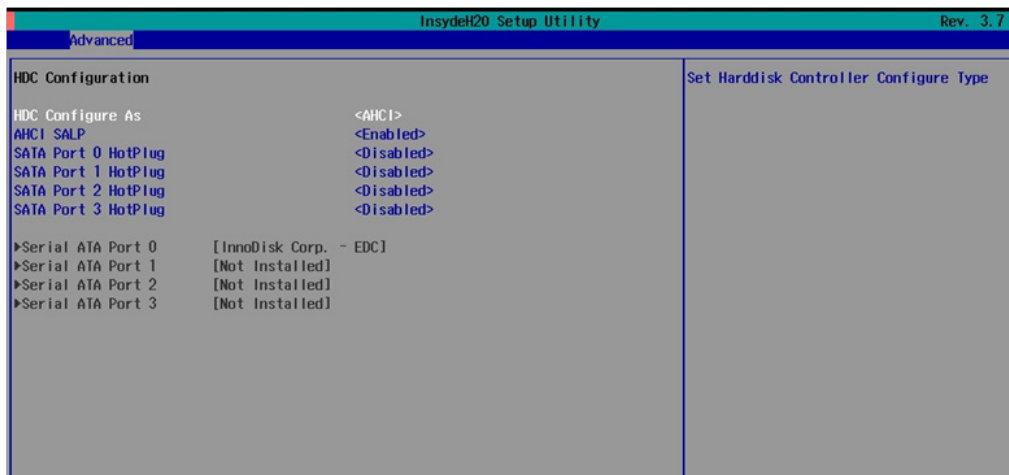 InsydeH2O Setup Utility Rev. 3.7
Advanced
HDC Configuration
Set Harddisk Controller Configure Type
HDC Configure As <AHCI>
AHCI SALP <Enabled>
SATA Port 0 HotPlug <Disabled>
SATA Port 1 HotPlug <Disabled>
SATA Port 2 HotPlug <Disabled>
SATA Port 3 HotPlug <Disabled>
▶Serial ATA Port 0 [InnoDisk Corp. - EDC]
▶Serial ATA Port 1 [Not Installed]
▶Serial ATA Port 2 [Not Installed]
▶Serial ATA Port 3 [Not Installed]